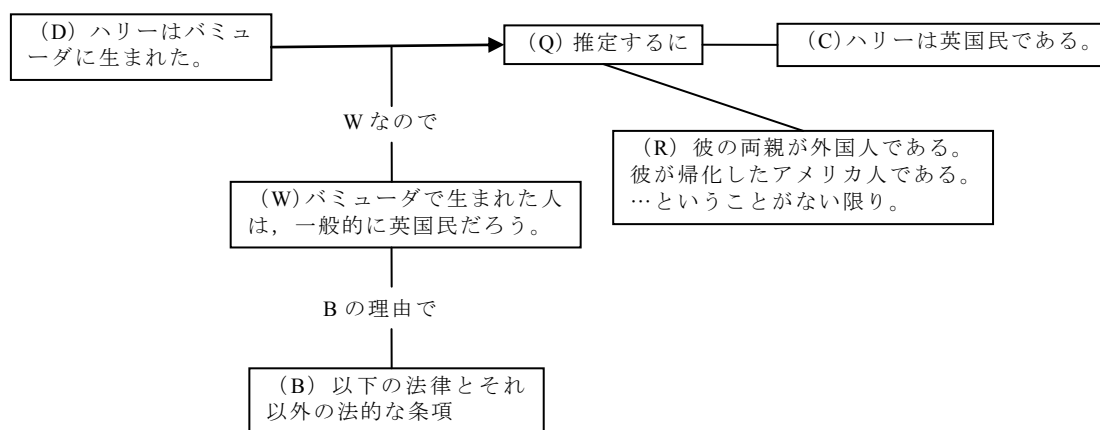 （D）ハリーはバミュ
ーダに生まれた。
（Q）推定するに
（C）ハリーは英国民である。
W なので
（R）彼の両親が外国人である。
彼が帰化したアメリカ人である。
…ということがない限り。
（W）バミューダで生まれた人
は，一般的に英国民だろう。
B の理由で
（B）以下の法律とそれ
以外の法的な条項